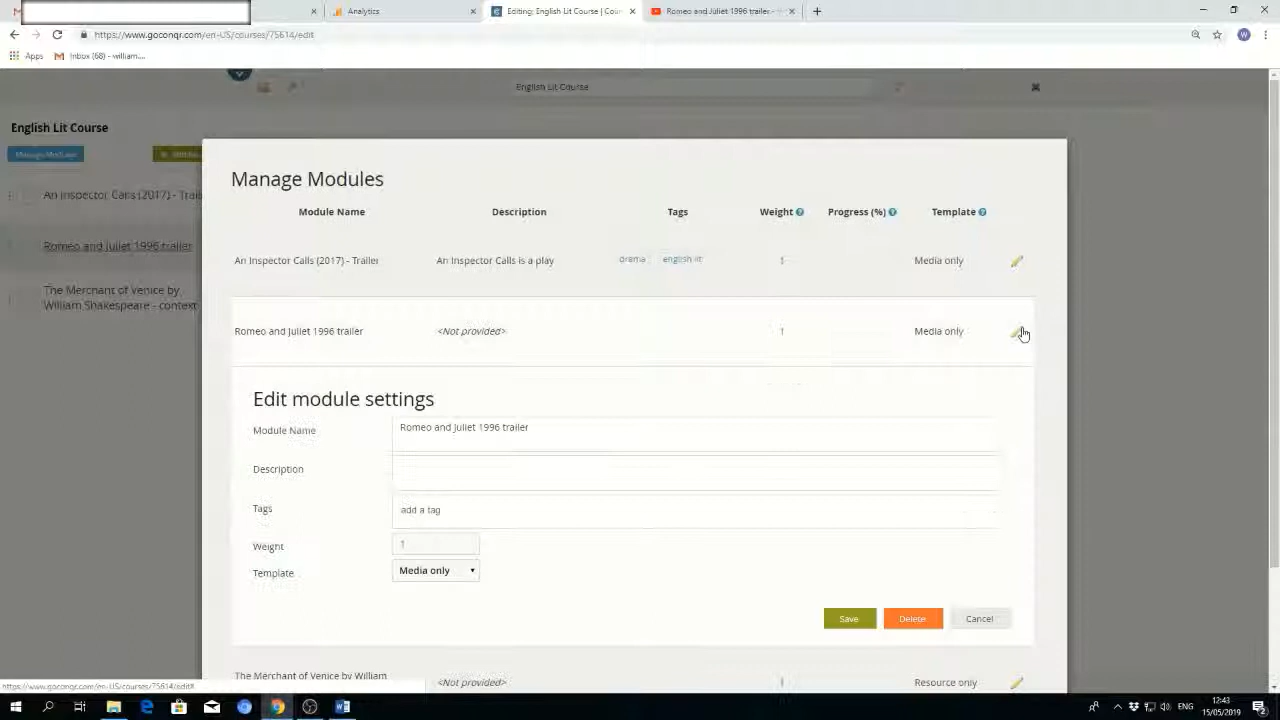 Analytics
Editing: English Lit Course | Cour
Romeo and Juliet 1996 trailer -
https://www.goconqr.com/en-US/courses/75614/edit
Apps
Inbox (68) - william....
English Lit Course
English Lit Course
Manage Modules
An Inspector Calls (2017) - Trail
Romeo and Juliet 1996 trailer
The Merchant of Venice by
William Shakespeare - context
Manage Modules
Module Name Description Tags Weight Progress (%) Template
An Inspector Calls (2017) - Trailer An Inspector Calls is a play drama english lit 1 Media only
Romeo and Juliet 1996 trailer <Not provided> 1 Media only
Edit module settings
Module Name Romeo and Juliet 1996 trailer
Description
Tags add a tag
Weight 1
Template Media only
Save Delete Cancel
The Merchant of Venice by William
<Not provided> 1 Resource only
https://www.goconqr.com/en-US/courses/75614/edit#
ENG
12:43
15/05/2019